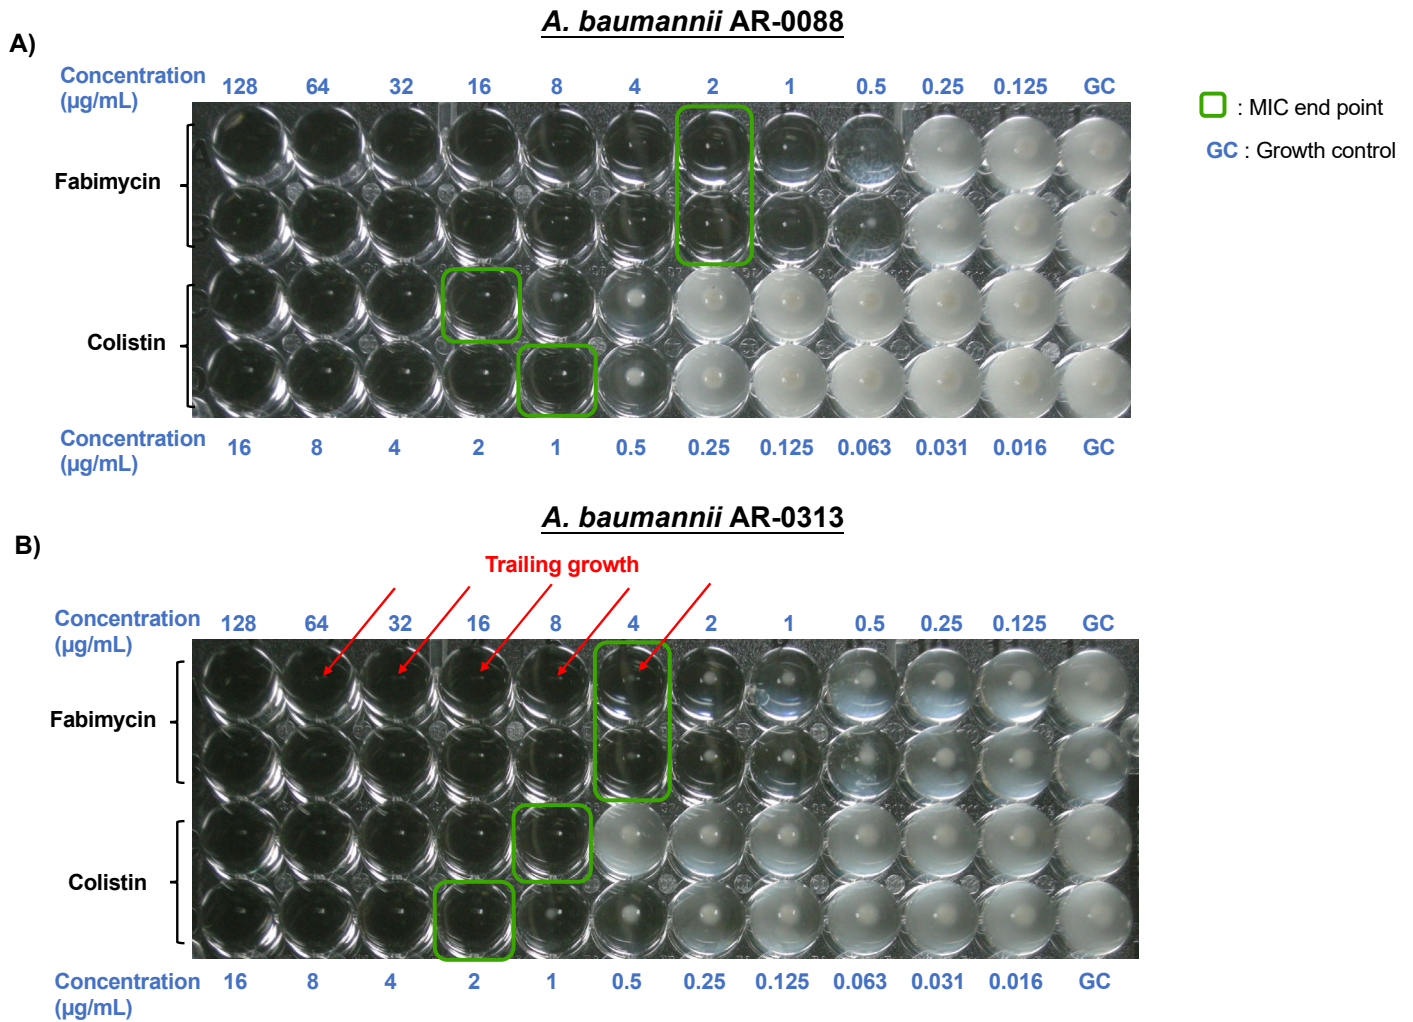 A. baumannii AR-0088
A)
Concentration
(µg/mL)
128 64 32 16 8 4 2 1 0.5 0.25 0.125 GC
: MIC end point
GC : Growth control
Fabimycin
Colistin
Concentration
(µg/mL)
16 8 4 2 1 0.5 0.25 0.125 0.063 0.031 0.016 GC
A. baumannii AR-0313
B)
Trailing growth
Concentration
(µg/mL)
128 64 32 16 8 4 2 1 0.5 0.25 0.125 GC
Fabimycin
Colistin
Concentration
(µg/mL)
16 8 4 2 1 0.5 0.25 0.125 0.063 0.031 0.016 GC